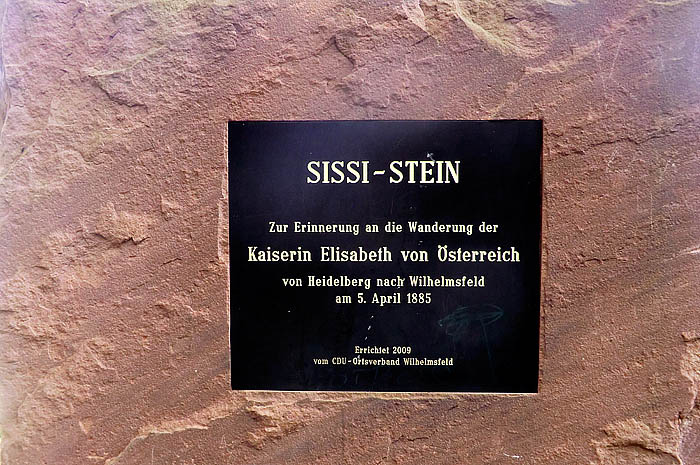 SISSI-STEIN
Zur Erinnerung an die Wanderung der
Kaiserin Elisabeth von Österreich
von Heidelberg nach Wilhelmsfeld
am 5. April 1885
Errichtet 2009
vom CDU-Ortsverband Wilhelmsfeld